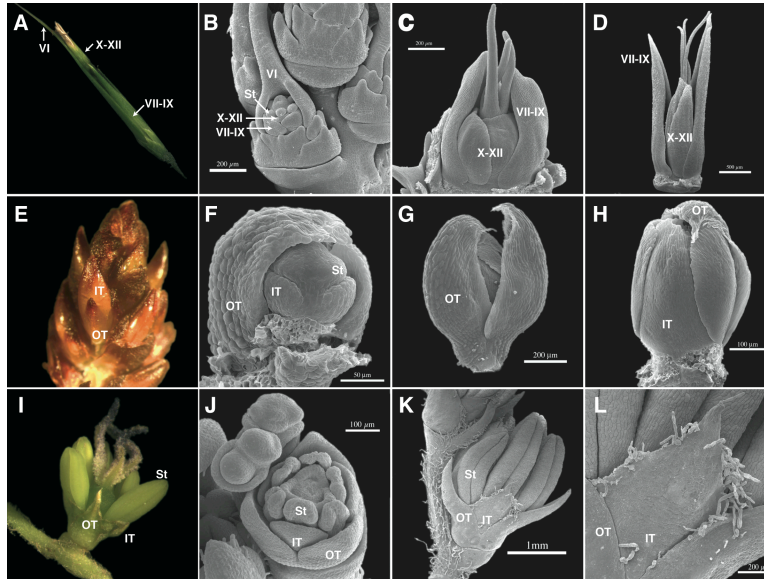 A
VI
X-XII
VII-IX
B
VI
St
X-XII
VII-IX
200 µm
C
200 µm
VII-IX
X-XII
D
VII-IX
X-XII
500 µm
E
IT
OT
F
St
IT
OT
50 µm
G
OT
200 µm
H
OT
IT
100 µm
I
St
OT
IT
J
100 µm
St
IT
OT
K
St
OT
IT
1mm
L
OT
IT
200 µm